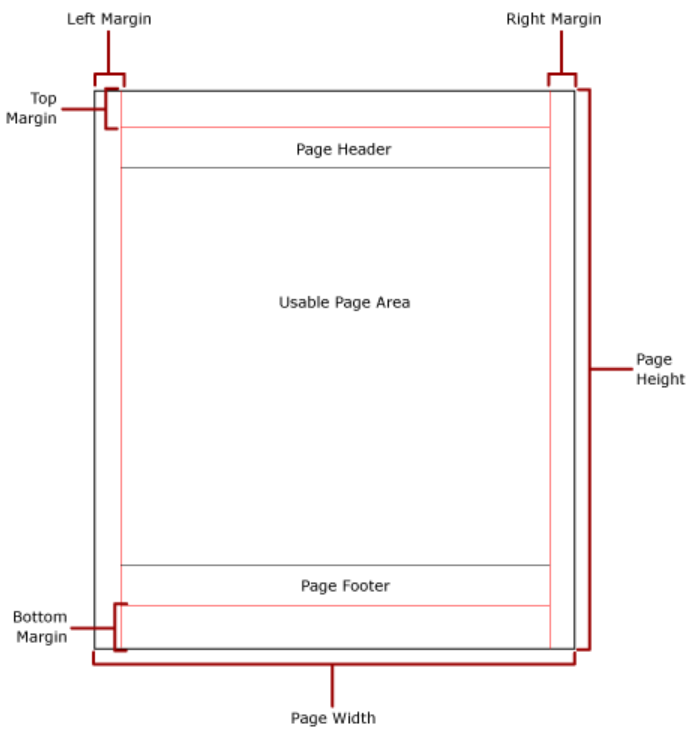 Left Margin
Right Margin
Top
Margin
Page Header
Usable Page Area
Page
Height
Page Footer
Bottom
Margin
Page Width